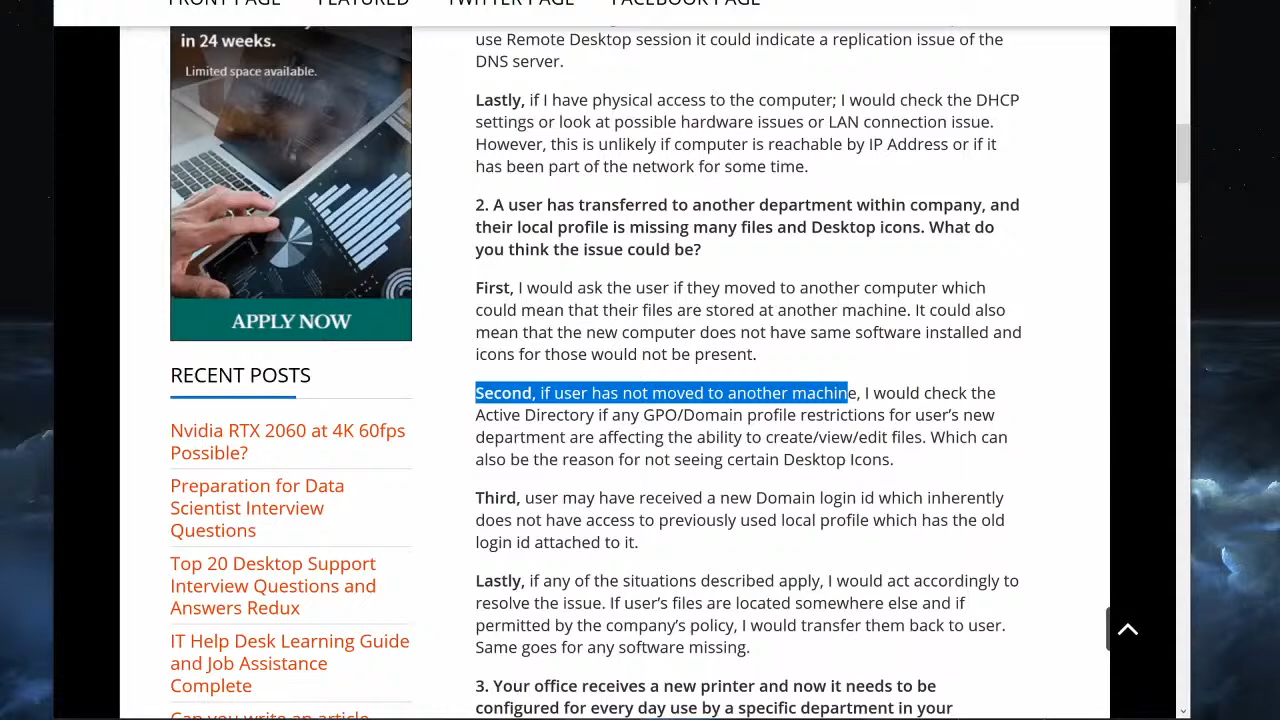 FRONT PAGE FEATURED TWITTER PAGE FACEBOOK PAGE
in 24 weeks.
Limited space available.
APPLY NOW
RECENT POSTS
Nvidia RTX 2060 at 4K 60fps
Possible?
Preparation for Data
Scientist Interview
Questions
Top 20 Desktop Support
Interview Questions and
Answers Redux
IT Help Desk Learning Guide
and Job Assistance
Complete
Can you write an article
use Remote Desktop session it could indicate a replication issue of the
DNS server.
Lastly, if I have physical access to the computer; I would check the DHCP
settings or look at possible hardware issues or LAN connection issue.
However, this is unlikely if computer is reachable by IP Address or if it
has been part of the network for some time.
2. A user has transferred to another department within company, and
their local profile is missing many files and Desktop icons. What do
you think the issue could be?
First, I would ask the user if they moved to another computer which
could mean that their files are stored at another machine. It could also
mean that the new computer does not have same software installed and
icons for those would not be present.
Second, if user has not moved to another machine, I would check the
Active Directory if any GPO/Domain profile restrictions for user’s new
department are affecting the ability to create/view/edit files. Which can
also be the reason for not seeing certain Desktop Icons.
Third, user may have received a new Domain login id which inherently
does not have access to previously used local profile which has the old
login id attached to it.
Lastly, if any of the situations described apply, I would act accordingly to
resolve the issue. If user’s files are located somewhere else and if
permitted by the company’s policy, I would transfer them back to user.
Same goes for any software missing.
3. Your office receives a new printer and now it needs to be
configured for every day use by a specific department in your